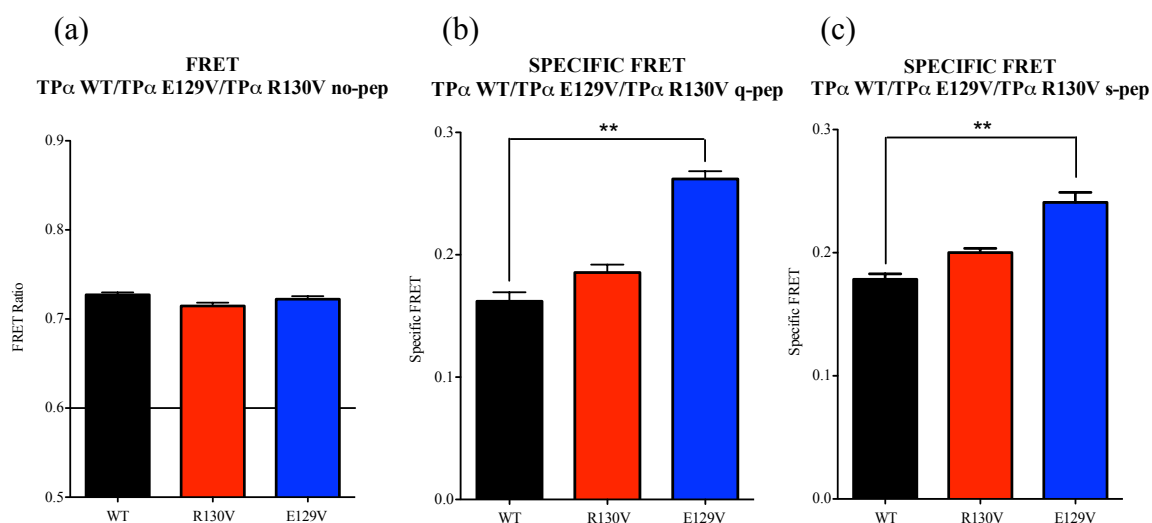 (a)
FRET
TPα WT/TPα E129V/TPα R130V no-pep
0.9
0.8
0.7
0.6
0.5
FRET Ratio
WT R130V E129V
(b)
SPECIFIC FRET
TPα WT/TPα E129V/TPα R130V q-pep
0.3
0.2
0.1
0.0
Specific FRET
**
WT R130V E129V
(c)
SPECIFIC FRET
TPα WT/TPα E129V/TPα R130V s-pep
0.3
0.2
0.1
0.0
Specific FRET
**
WT R130V E129V